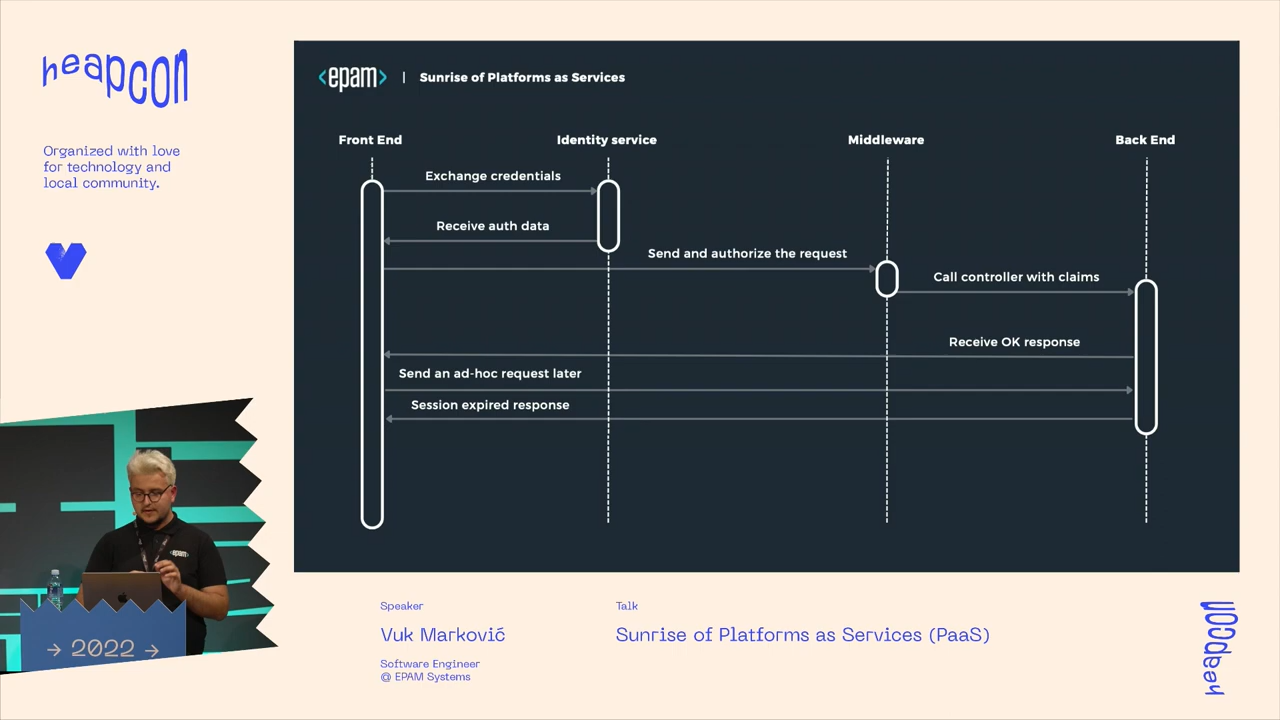 heapcon
Organized with love
for technology and
local community.
<epam> | Sunrise of Platforms as Services
Front End
Identity service
Middleware
Back End
Exchange credentials
Receive auth data
Send and authorize the request
Call controller with claims
Receive OK response
Send an ad-hoc request later
Session expired response
<epam>
→ 2022 →
Speaker
Vuk Marković
Software Engineer
@ EPAM Systems
Talk
Sunrise of Platforms as Services (PaaS)
heapcon